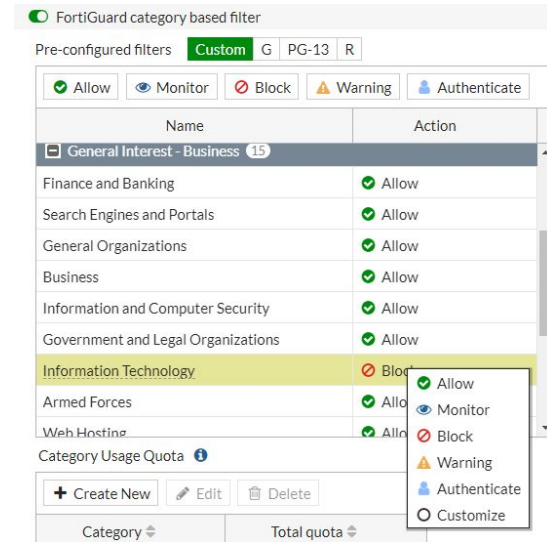 FortiGuard category based filter
Pre-configured filters Custom G PG-13 R
Allow Monitor Block Warning Authenticate
Name Action
General Interest - Business 15
Finance and Banking Allow
Search Engines and Portals Allow
General Organizations Allow
Business Allow
Information and Computer Security Allow
Government and Legal Organizations Allow
Information Technology
Allow
Armed Forces
Monitor
Web Hosting
Block
Category Usage Quota
Warning
+ Create New Edit Delete
Authenticate
Customize
Category Total quota